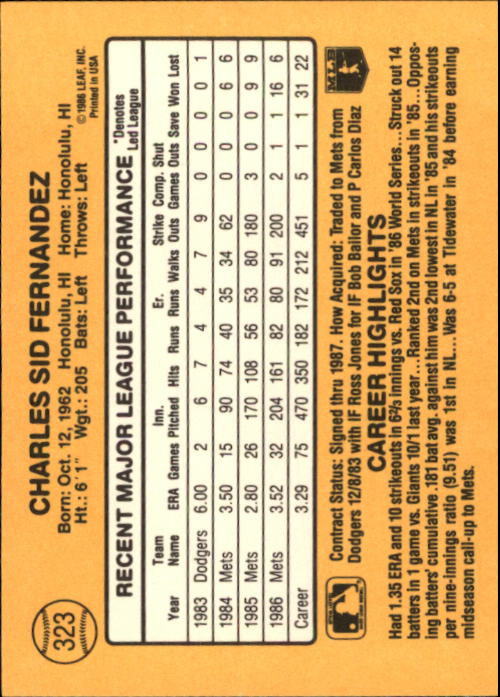 323
CHARLES SID FERNANDEZ
Born: Oct. 12, 1962 Honolulu, HI Home: Honolulu, HI
Ht.: 6'1" Wgt.: 205 Bats: Left Throws: Left
©1986 LEAF, INC.
Printed in USA
RECENT MAJOR LEAGUE PERFORMANCE
*Denotes
Led League
Year Team Name ERA Games Inn. Pitched Hits Runs Er. Runs Walks Strike Outs Comp. Games Shut Outs Save Won Lost
1983 Dodgers 6.00 2 6 7 4 4 7 9 0 0 0 0 1
1984 Mets 3.50 15 90 74 40 35 34 62 0 0 0 6 6
1985 Mets 2.80 26 170 108 56 53 80 180 3 0 0 9 9
1986 Mets 3.52 32 204 161 82 80 91 200 2 1 1 16 6
Career 3.29 75 470 350 182 172 212 451 5 1 1 31 22
Contract Status: Signed thru 1987. How Acquired: Traded to Mets from
Dodgers 12/8/83 with IF Ross Jones for IF Bob Bailor and P Carlos Diaz
MLB
CAREER HIGHLIGHTS
Had 1.35 ERA and 10 strikeouts in 6⅔ innings vs. Red Sox in '86 World Series... Struck out 14
batters in 1 game vs. Giants 10/1 last year... Ranked 2nd on Mets in strikeouts in '85... Oppos-
ing batters' cumulative .181 bat avg. against him was 2nd lowest in NL in '85 and his strikeouts
per nine-innings ratio (9.51) was 1st in NL... Was 6-5 at Tidewater in '84 before earning
midseason call-up to Mets.